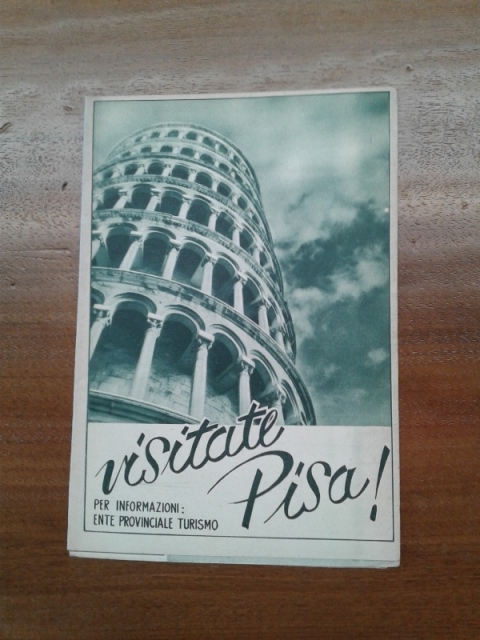 visitate
Pisa!
PER INFORMAZIONI:
ENTE PROVINCIALE TURISMO